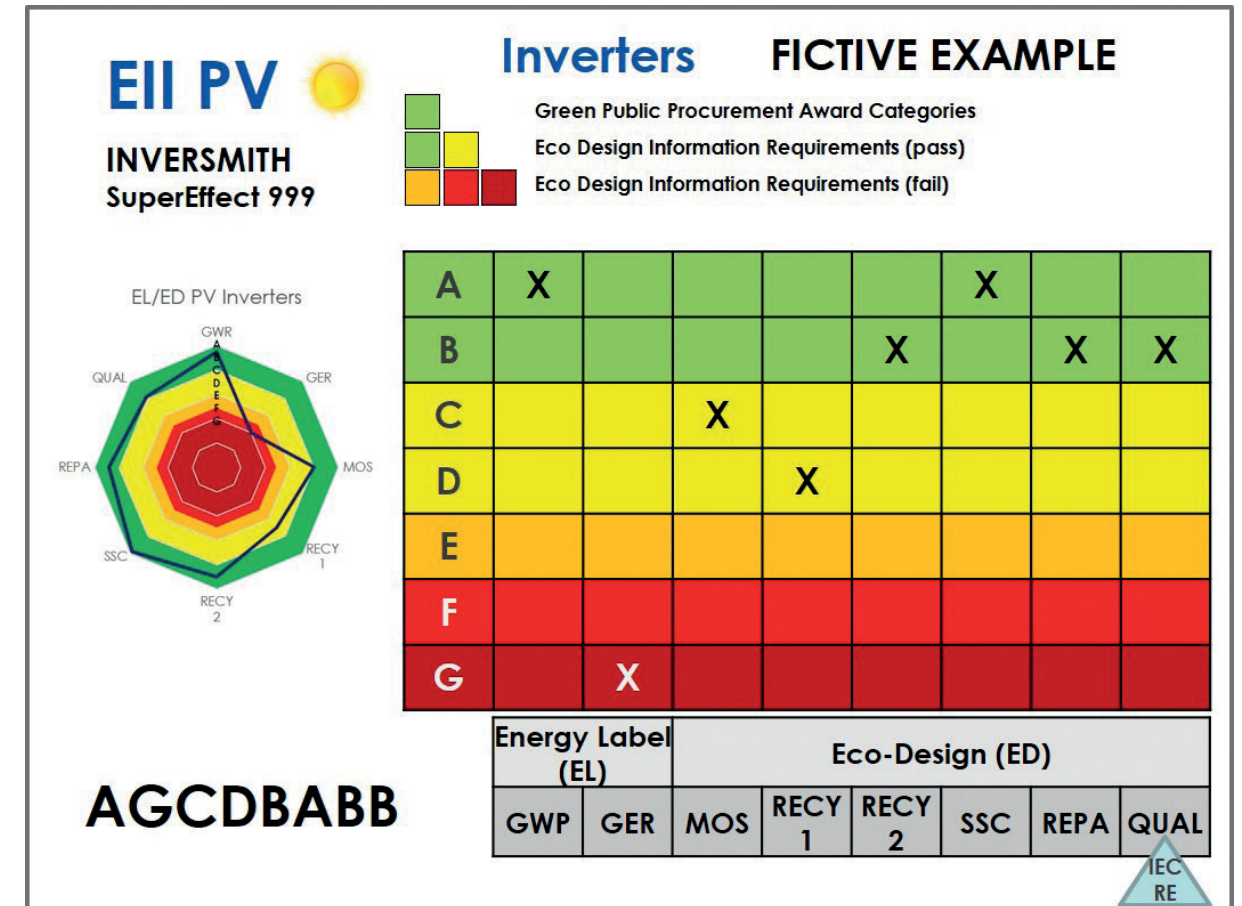 EII PV
Inverters FICTIVE EXAMPLE
INVERSMITH
SuperEffect 999
Green Public Procurement Award Categories
Eco Design Information Requirements (pass)
Eco Design Information Requirements (fail)
EL/ED PV Inverters
GWR
GER
MOS
RECY
1
RECY
2
SSC
REPA
QUAL
A
B
C
D
E
F
G
A X X
B X X X
C X
D X
E
F
G X
Energy Label
(EL)
Eco-Design (ED)
GWP GER MOS RECY 1 RECY 2 SSC REPA QUAL
IEC
RE
AGCDBABB